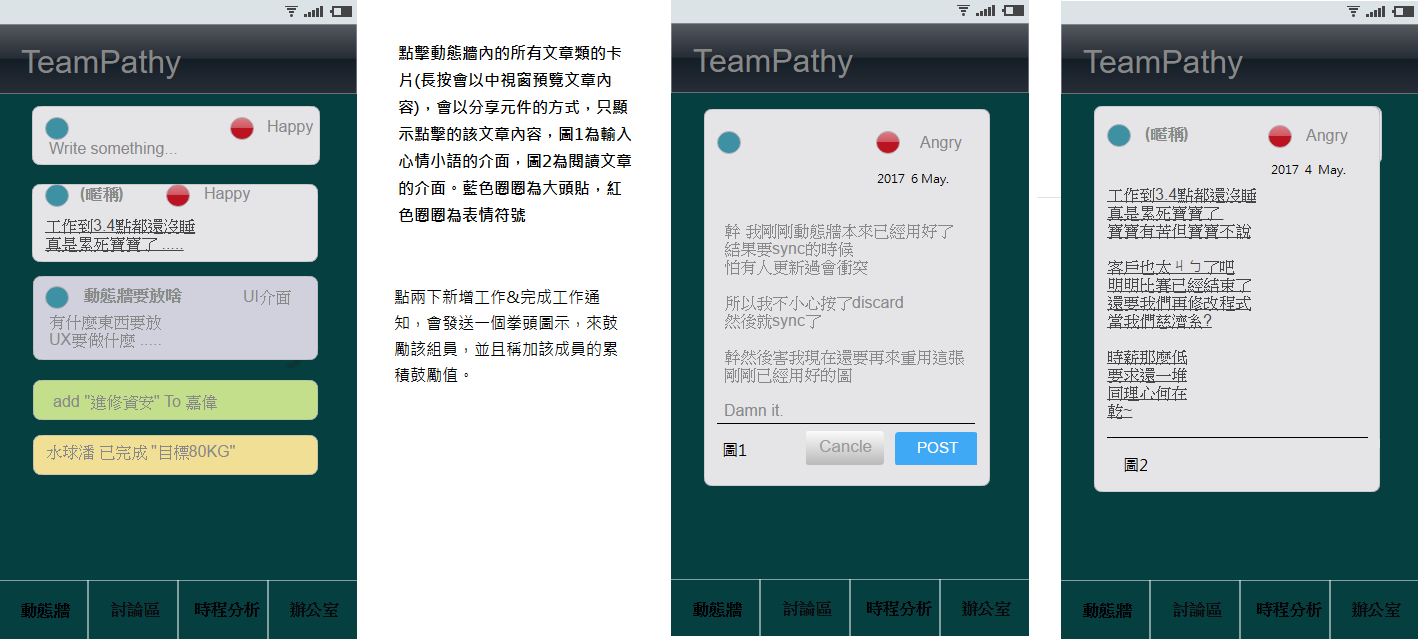 TeamPathy
Happy
Write something...
(暱稱)
Happy
工作到3.4點都還沒睡
真是累死寶寶了 .....
動態牆要放啥
UI介面
有什麼東西要放
UX要做什麼 .....
add "進修資安" To 嘉偉
水球潘 已完成 "目標80KG"
動態牆
討論區
時程分析
辦公室
點擊動態牆內的所有文章類的卡
片(長按會以中視窗預覽文章內
容)，會以分享元件的方式，只顯
示點擊的該文章內容，圖1為輸入
心情小語的介面，圖2為閱讀文章
的介面。藍色圈圈為大頭貼，紅
色圈圈為表情符號
點兩下新增工作&完成工作通
知，會發送一個拳頭圖示，來鼓
勵該組員，並且稱加該成員的累
積鼓勵值。
TeamPathy
Angry
2017 6 May.
幹 我剛剛動態牆本來已經用好了
結果要sync的時候
怕有人更新過會衝突
所以我不小心按了discard
然後就sync了
幹然後害我現在還要再來重用這張
剛剛已經用好的圖
Damn it.
圖1
Cancle
POST
動態牆
討論區
時程分析
辦公室
TeamPathy
(暱稱)
Angry
2017 4 May.
工作到3.4點都還沒睡
真是累死寶寶了
寶寶有苦但寶寶不說
客戶也太ㄐㄅ了吧
明明比賽已經結束了
還要我們再修改程式
當我們慈濟系?
時薪那麼低
要求還一堆
同理心何在
乾~
圖2
動態牆
討論區
時程分析
辦公室